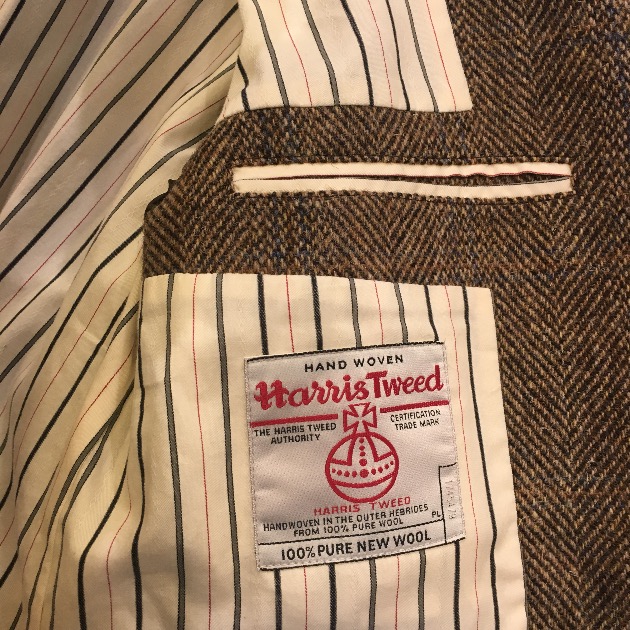 HAND WOVEN
Harris Tweed
THE HARRIS TWEED
AUTHORITY
CERTIFICATION
TRADE MARK
HARRIS TWEED
HANDWOVEN IN THE OUTER HEBRIDES
FROM 100% PURE WOOL
PL
100% PURE NEW WOOL